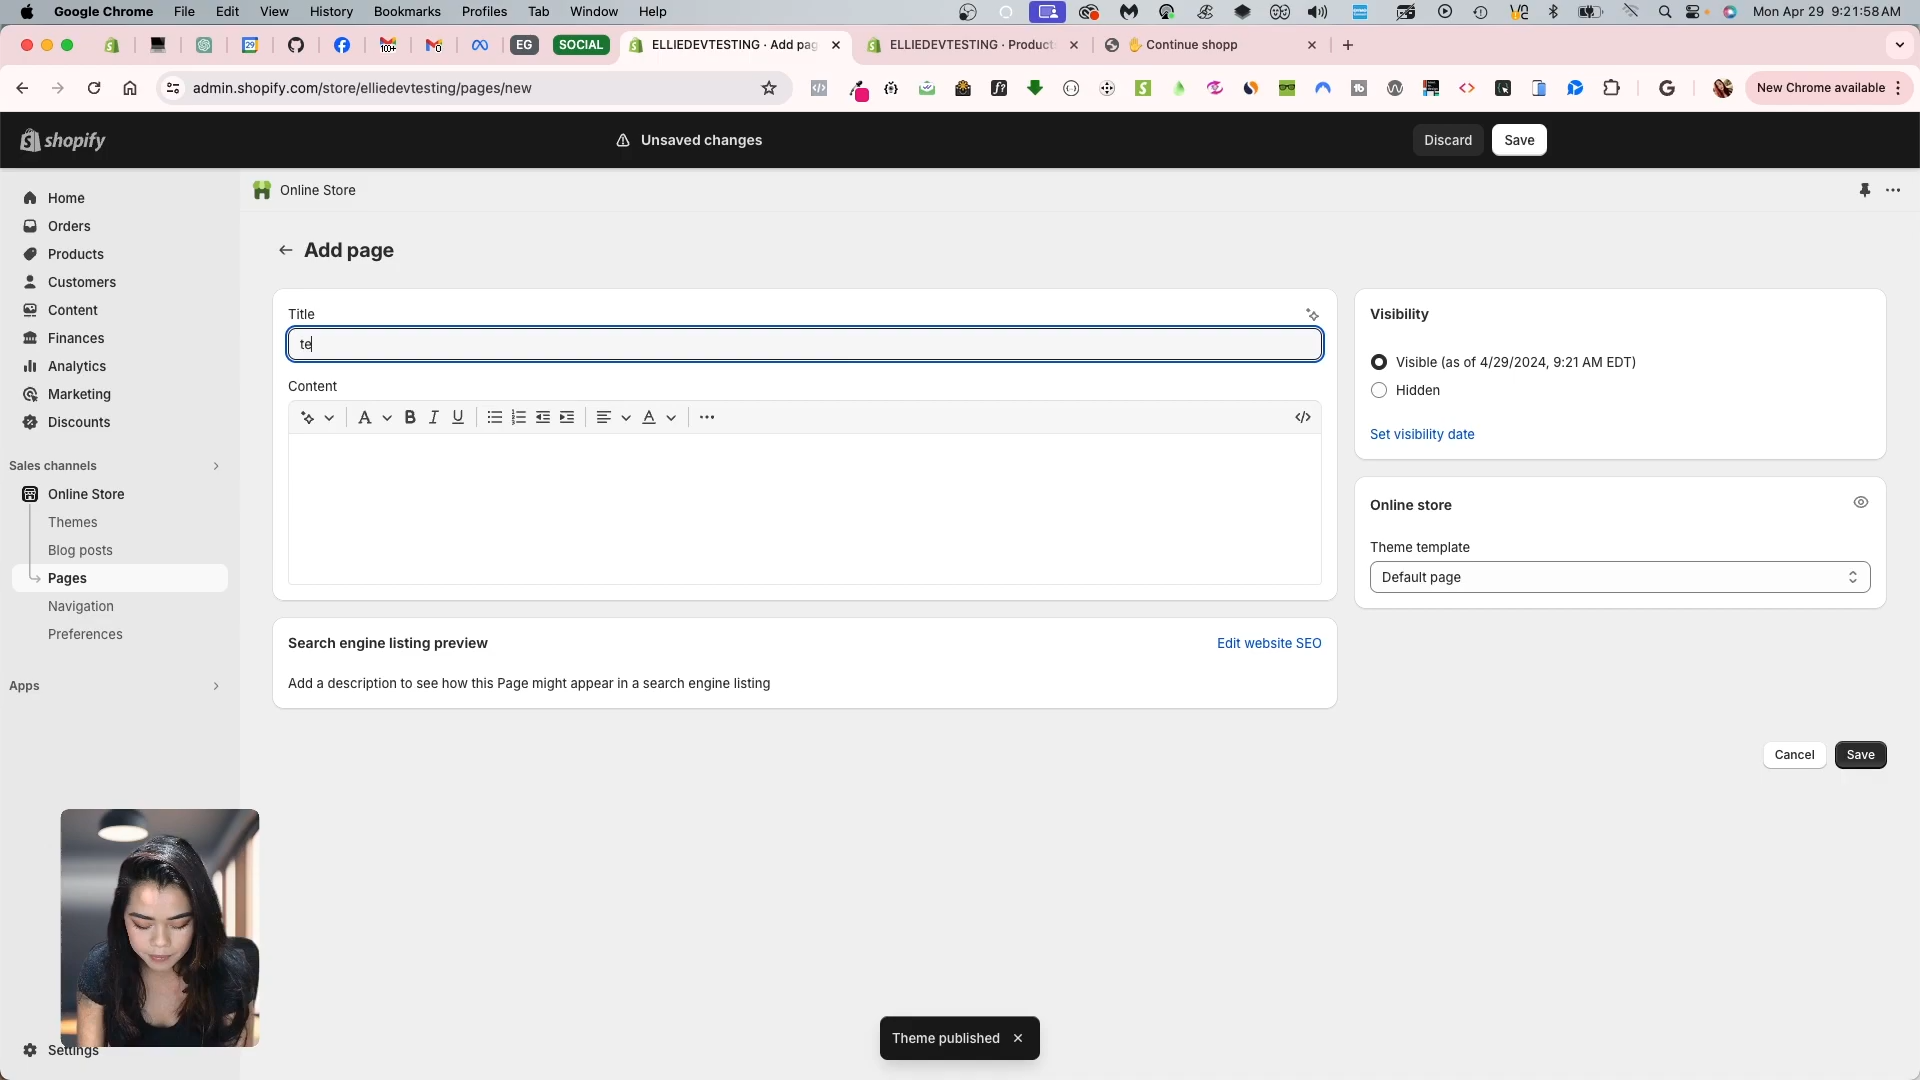 Google Chrome File Edit View History Bookmarks Profiles Tab Window Help Mon Apr 29 9:21:58 AM
EG SOCIAL ELLIEDEVTESTING · Add pag ELLIEDEVTESTING · Product ✋ Continue shopp
admin.shopify.com/store/elliedevtesting/pages/new New Chrome available
shopify Unsaved changes Discard Save
Online Store
Home
Orders
Products
Customers
Content
Finances
Analytics
Marketing
Discounts
Sales channels
Online Store
Themes
Blog posts
Pages
Navigation
Preferences
Apps
Settings
Add page
Title
te
Content
Search engine listing preview Edit website SEO
Add a description to see how this Page might appear in a search engine listing
Visibility
Visible (as of 4/29/2024, 9:21 AM EDT)
Hidden
Set visibility date
Online store
Theme template
Default page
Cancel Save
Theme published